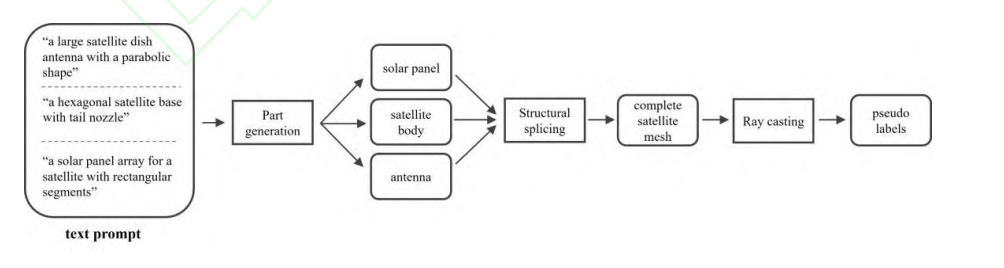 “a large satellite dish
antenna with a parabolic
shape”
“a hexagonal satellite base
with tail nozzle”
“a solar panel array for a
satellite with rectangular
segments”
text prompt
Part
generation
solar panel
satellite
body
antenna
Structural
splicing
complete
satellite
mesh
Ray casting
pseudo
labels